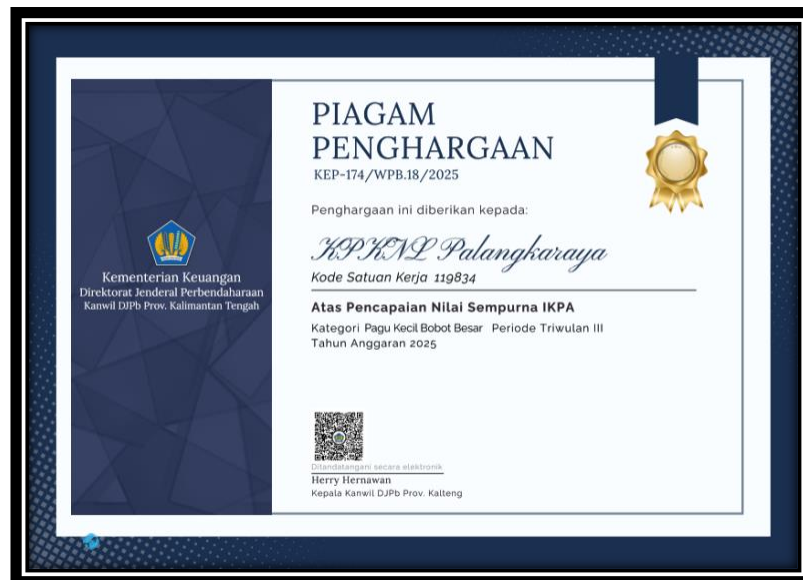 Kementerian Keuangan
Direktorat Jenderal Perbendaharaan
Kanwil DJPb Prov. Kalimantan Tengah
PIAGAM
PENGHARGAAN
KEP-174/WPB.18/2025
Penghargaan ini diberikan kepada:
KPKNL Palangkaraya
Kode Satuan Kerja 119834
Atas Pencapaian Nilai Sempurna IKPA
Kategori Pagu Kecil Bobot Besar Periode Triwulan III
Tahun Anggaran 2025
Ditandatangani secara elektronik
Herry Hernawan
Kepala Kanwil DJPb Prov. Kalteng